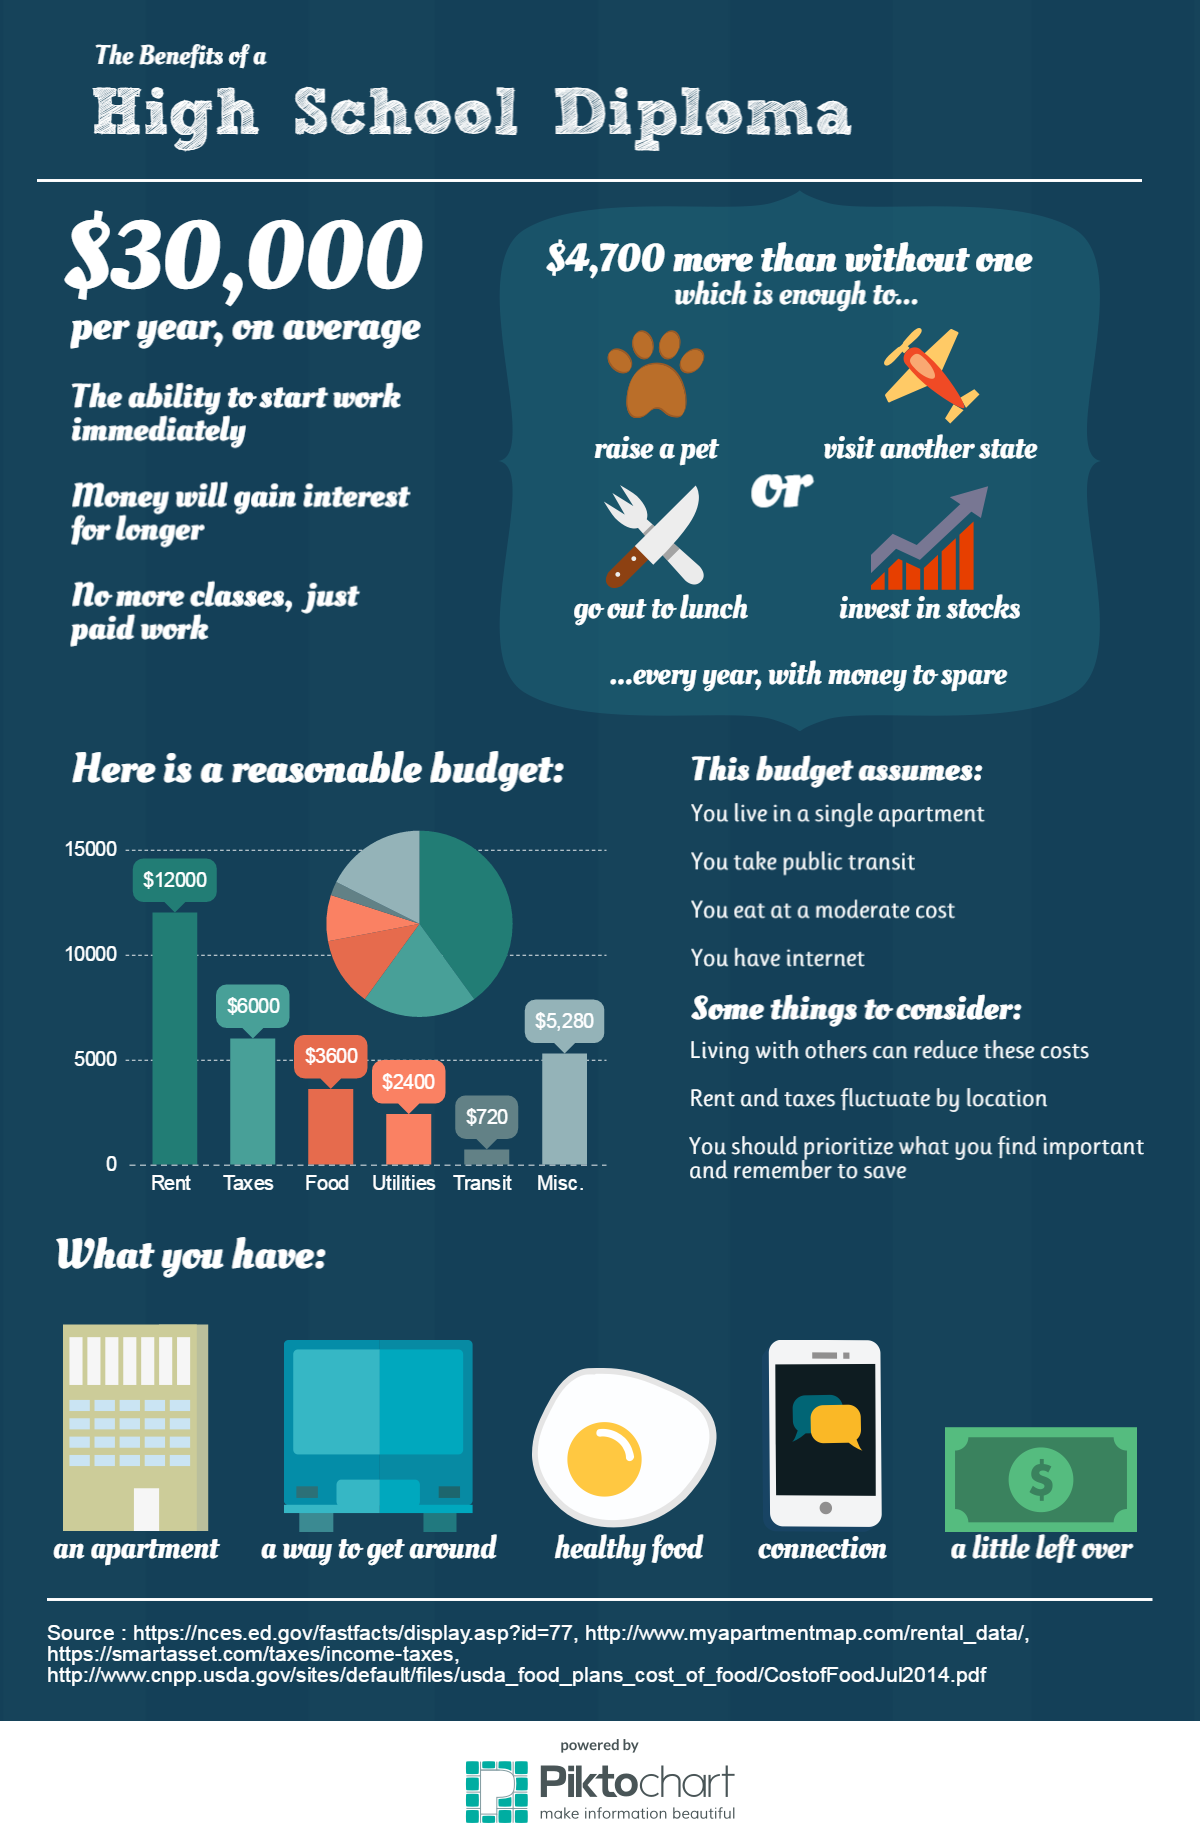 The Benefits of a
High School Diploma
$30,000
per year, on average
The ability to start work
immediately
Money will gain interest
for longer
No more classes, just
paid work
$4,700 more than without one
which is enough to...
raise a pet
visit another state
or
go out to lunch
invest in stocks
...every year, with money to spare
Here is a reasonable budget:
15000
10000
5000
0
$12000
$6000
$3600
$2400
$720
$5,280
Rent
Taxes
Food
Utilities
Transit
Misc.
This budget assumes:
You live in a single apartment
You take public transit
You eat at a moderate cost
You have internet
Some things to consider:
Living with others can reduce these costs
Rent and taxes fluctuate by location
You should prioritize what you find important
and remember to save
What you have:
$
an apartment
a way to get around
healthy food
connection
a little left over
Source : https://nces.ed.gov/fastfacts/display.asp?id=77, http://www.myapartmentmap.com/rental_data/,
https://smartasset.com/taxes/income-taxes,
http://www.cnpp.usda.gov/sites/default/files/usda_food_plans_cost_of_food/CostofFoodJul2014.pdf
powered by
Piktochart
make information beautiful